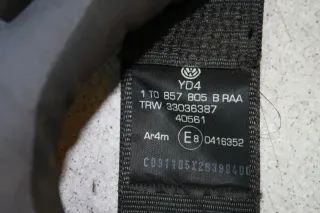 YD4
1T0 857 805 B RAA
TRW 33036387
40561
Ar4m E8 0416352